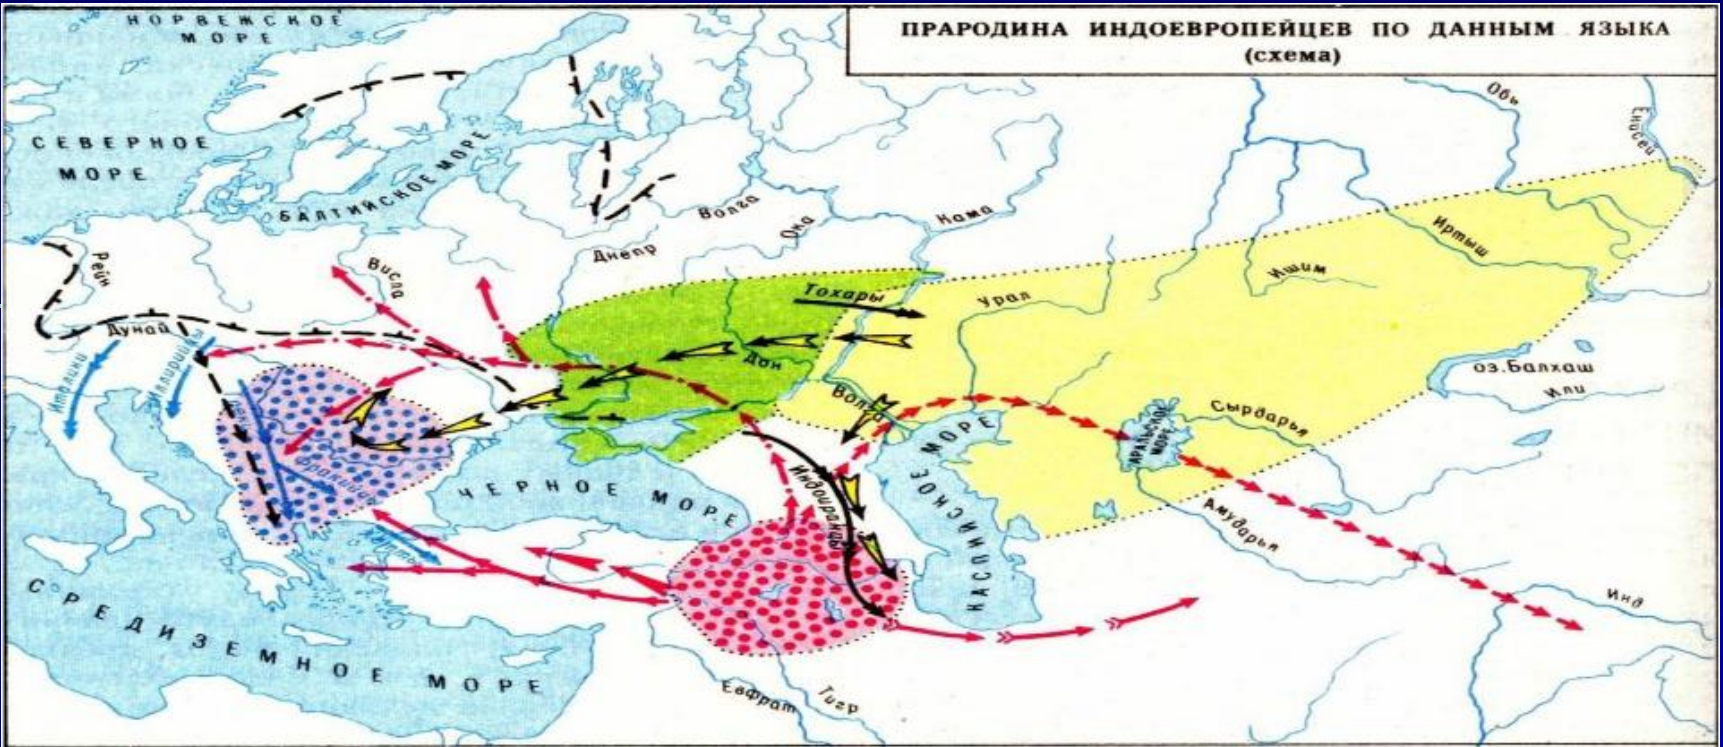 НОРВЕЖСКОЕ
МОРЕ
ПРАРОДИНА ИНДОЕВРОПЕЙЦЕВ ПО ДАННЫМ ЯЗЫКА
(схема)
СЕВЕРНОЕ
МОРЕ
БАЛТИЙСКОЕ МОРЕ
Обь
Енисей
Волга
Ока
Кама
Днепр
Иртыш
Ишим
Рейн
Висла
Тохары
Урал
Дунай
Дон
Италики
Иллирийцы
оз.Балхаш
Или
Волга
Сырдарья
АРАЛЬСКОЕ
МОРЕ
Фракийцы
ЧЕРНОЕ МОРЕ
Индоиранцы
КАСПИЙСКОЕ МОРЕ
Амударья
Инд
СРЕДИЗЕМНОЕ МОРЕ
Евфрат
Тигр